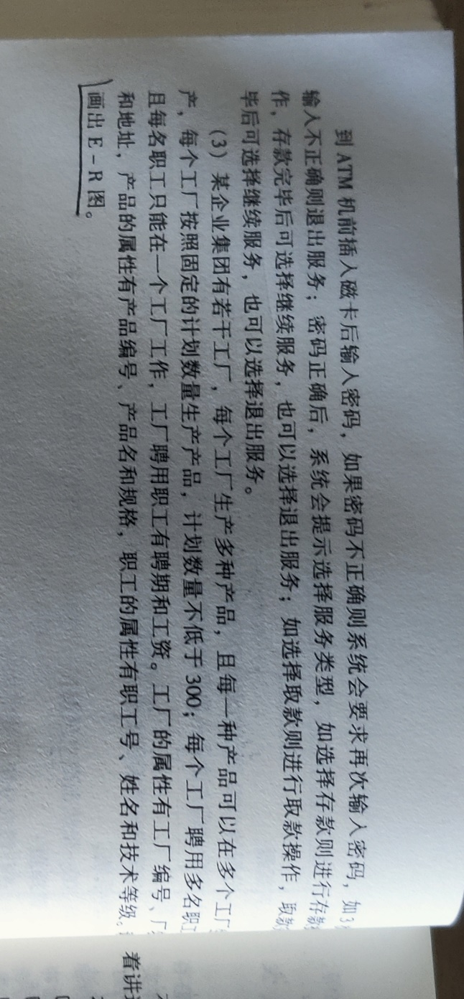 到 ATM 机前插入磁卡后输入密码，如果密码不正确则系统会要求再次输入密码，如3
输入不正确则退出服务；密码正确后，系统会提示选择服务类型，如选择存款则进行存款
作，存款完毕后可选择继续服务，也可以选择退出服务；如选择取款则进行取款操作，取款
毕后可选择继续服务，也可以选择退出服务。
(3) 某企业集团有若干工厂，每个工厂生产多种产品，且每一种产品可以在多个工厂
产，每个工厂按照固定的计划数量生产产品，计划数量不低于 300；每个工厂聘用多名职工
且每名职工只能在一个工厂工作，工厂聘用职工有聘期和工资。工厂的属性有工厂编号、厂
和地址，产品的属性有产品编号、产品名和规格，职工的属性有职工号、姓名和技术等级。
画出 E-R 图。
着讲